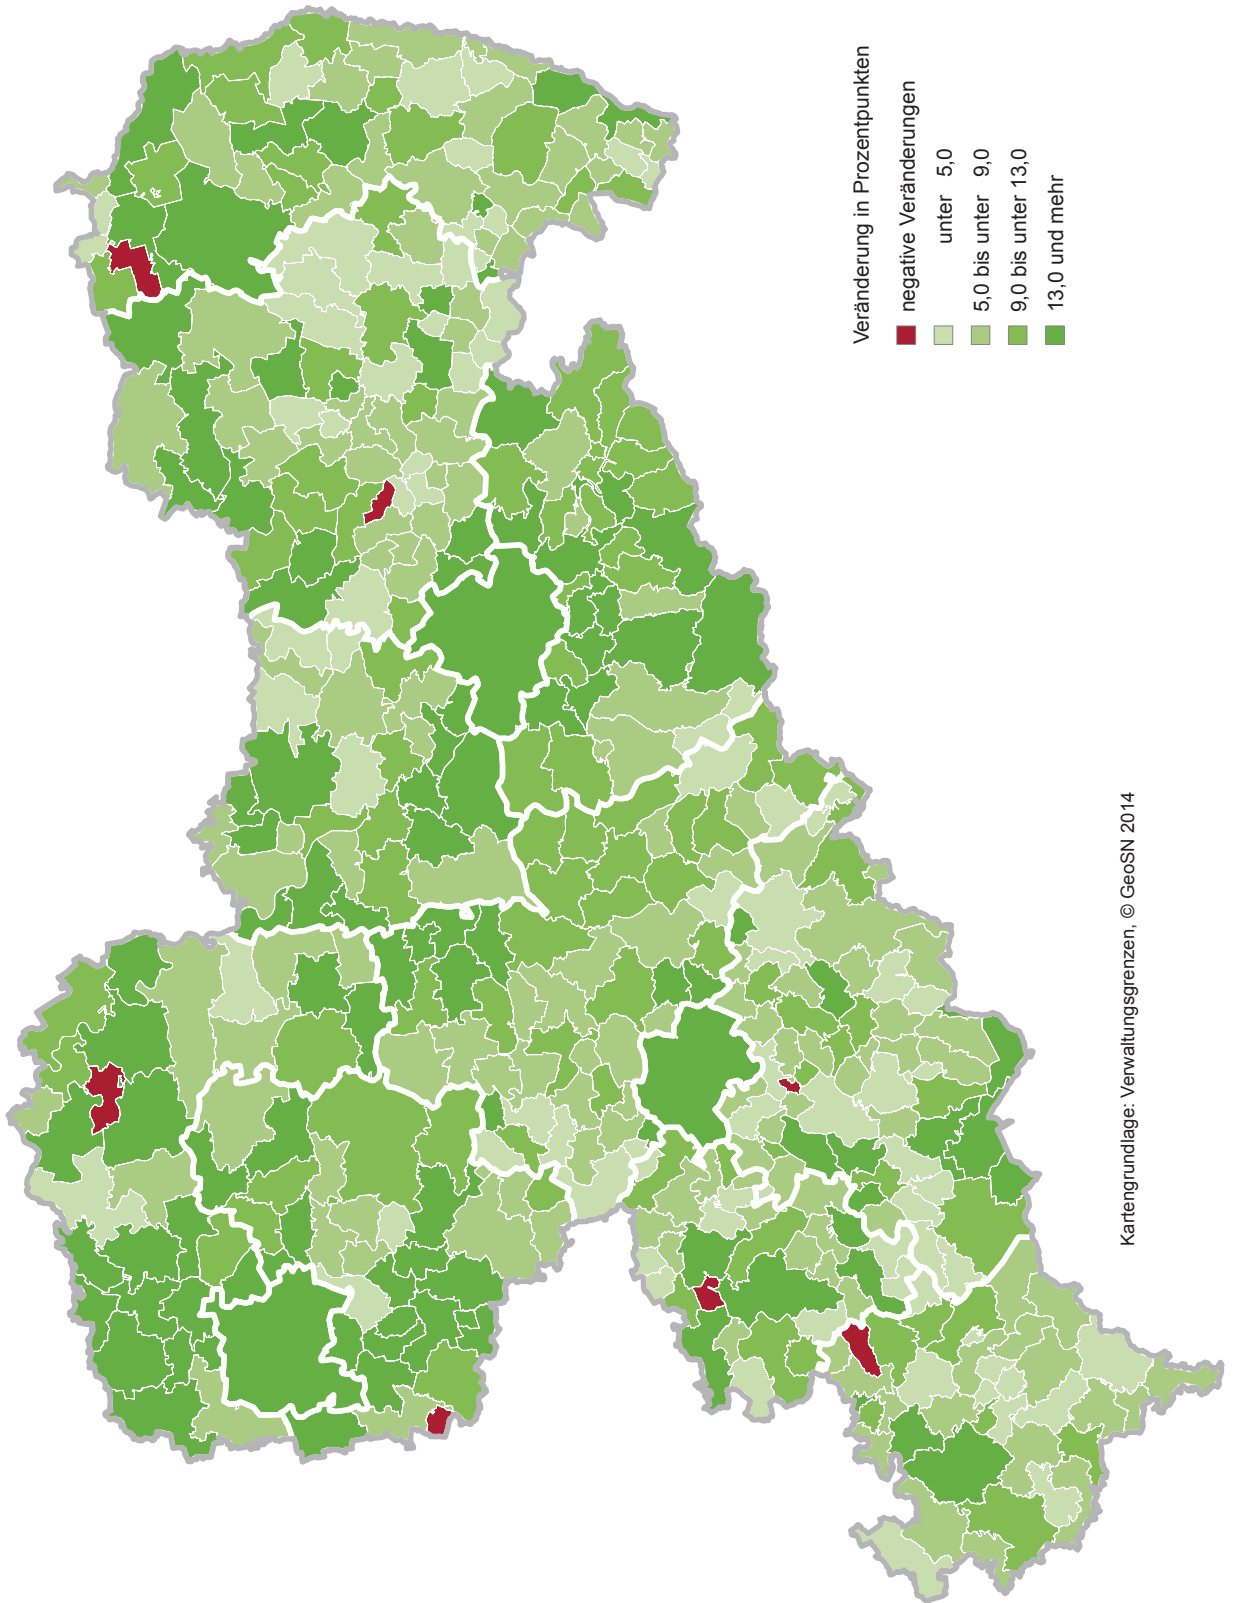 Veränderung in Prozentpunkten
negative Veränderungen
unter 5,0
5,0 bis unter 9,0
9,0 bis unter 13,0
13,0 und mehr
Kartengrundlage: Verwaltungsgrenzen, © GeoSN 2014